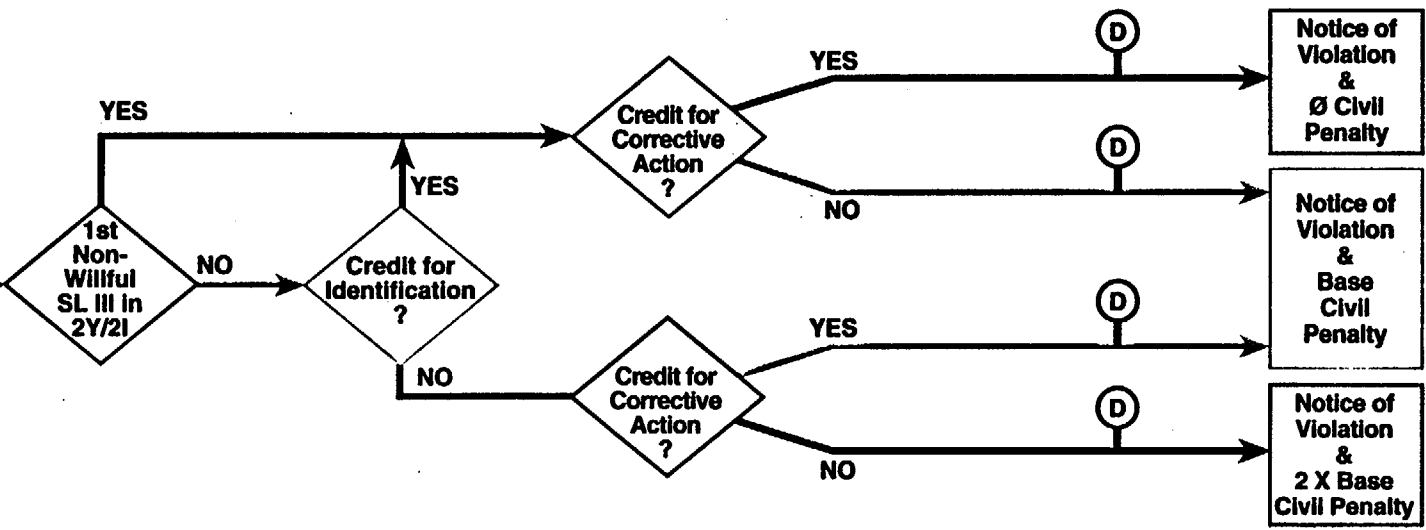 YES
1st
Non-
Willful
SL III in
2Y/2I
NO
YES
Credit for
Identification
?
NO
Credit for
Corrective
Action
?
YES
D
NO
D
Credit for
Corrective
Action
?
YES
D
NO
D
Notice of
Violation
&
Ø Civil
Penalty
Notice of
Violation
&
Base
Civil
Penalty
Notice of
Violation
&
2 X Base
Civil Penalty